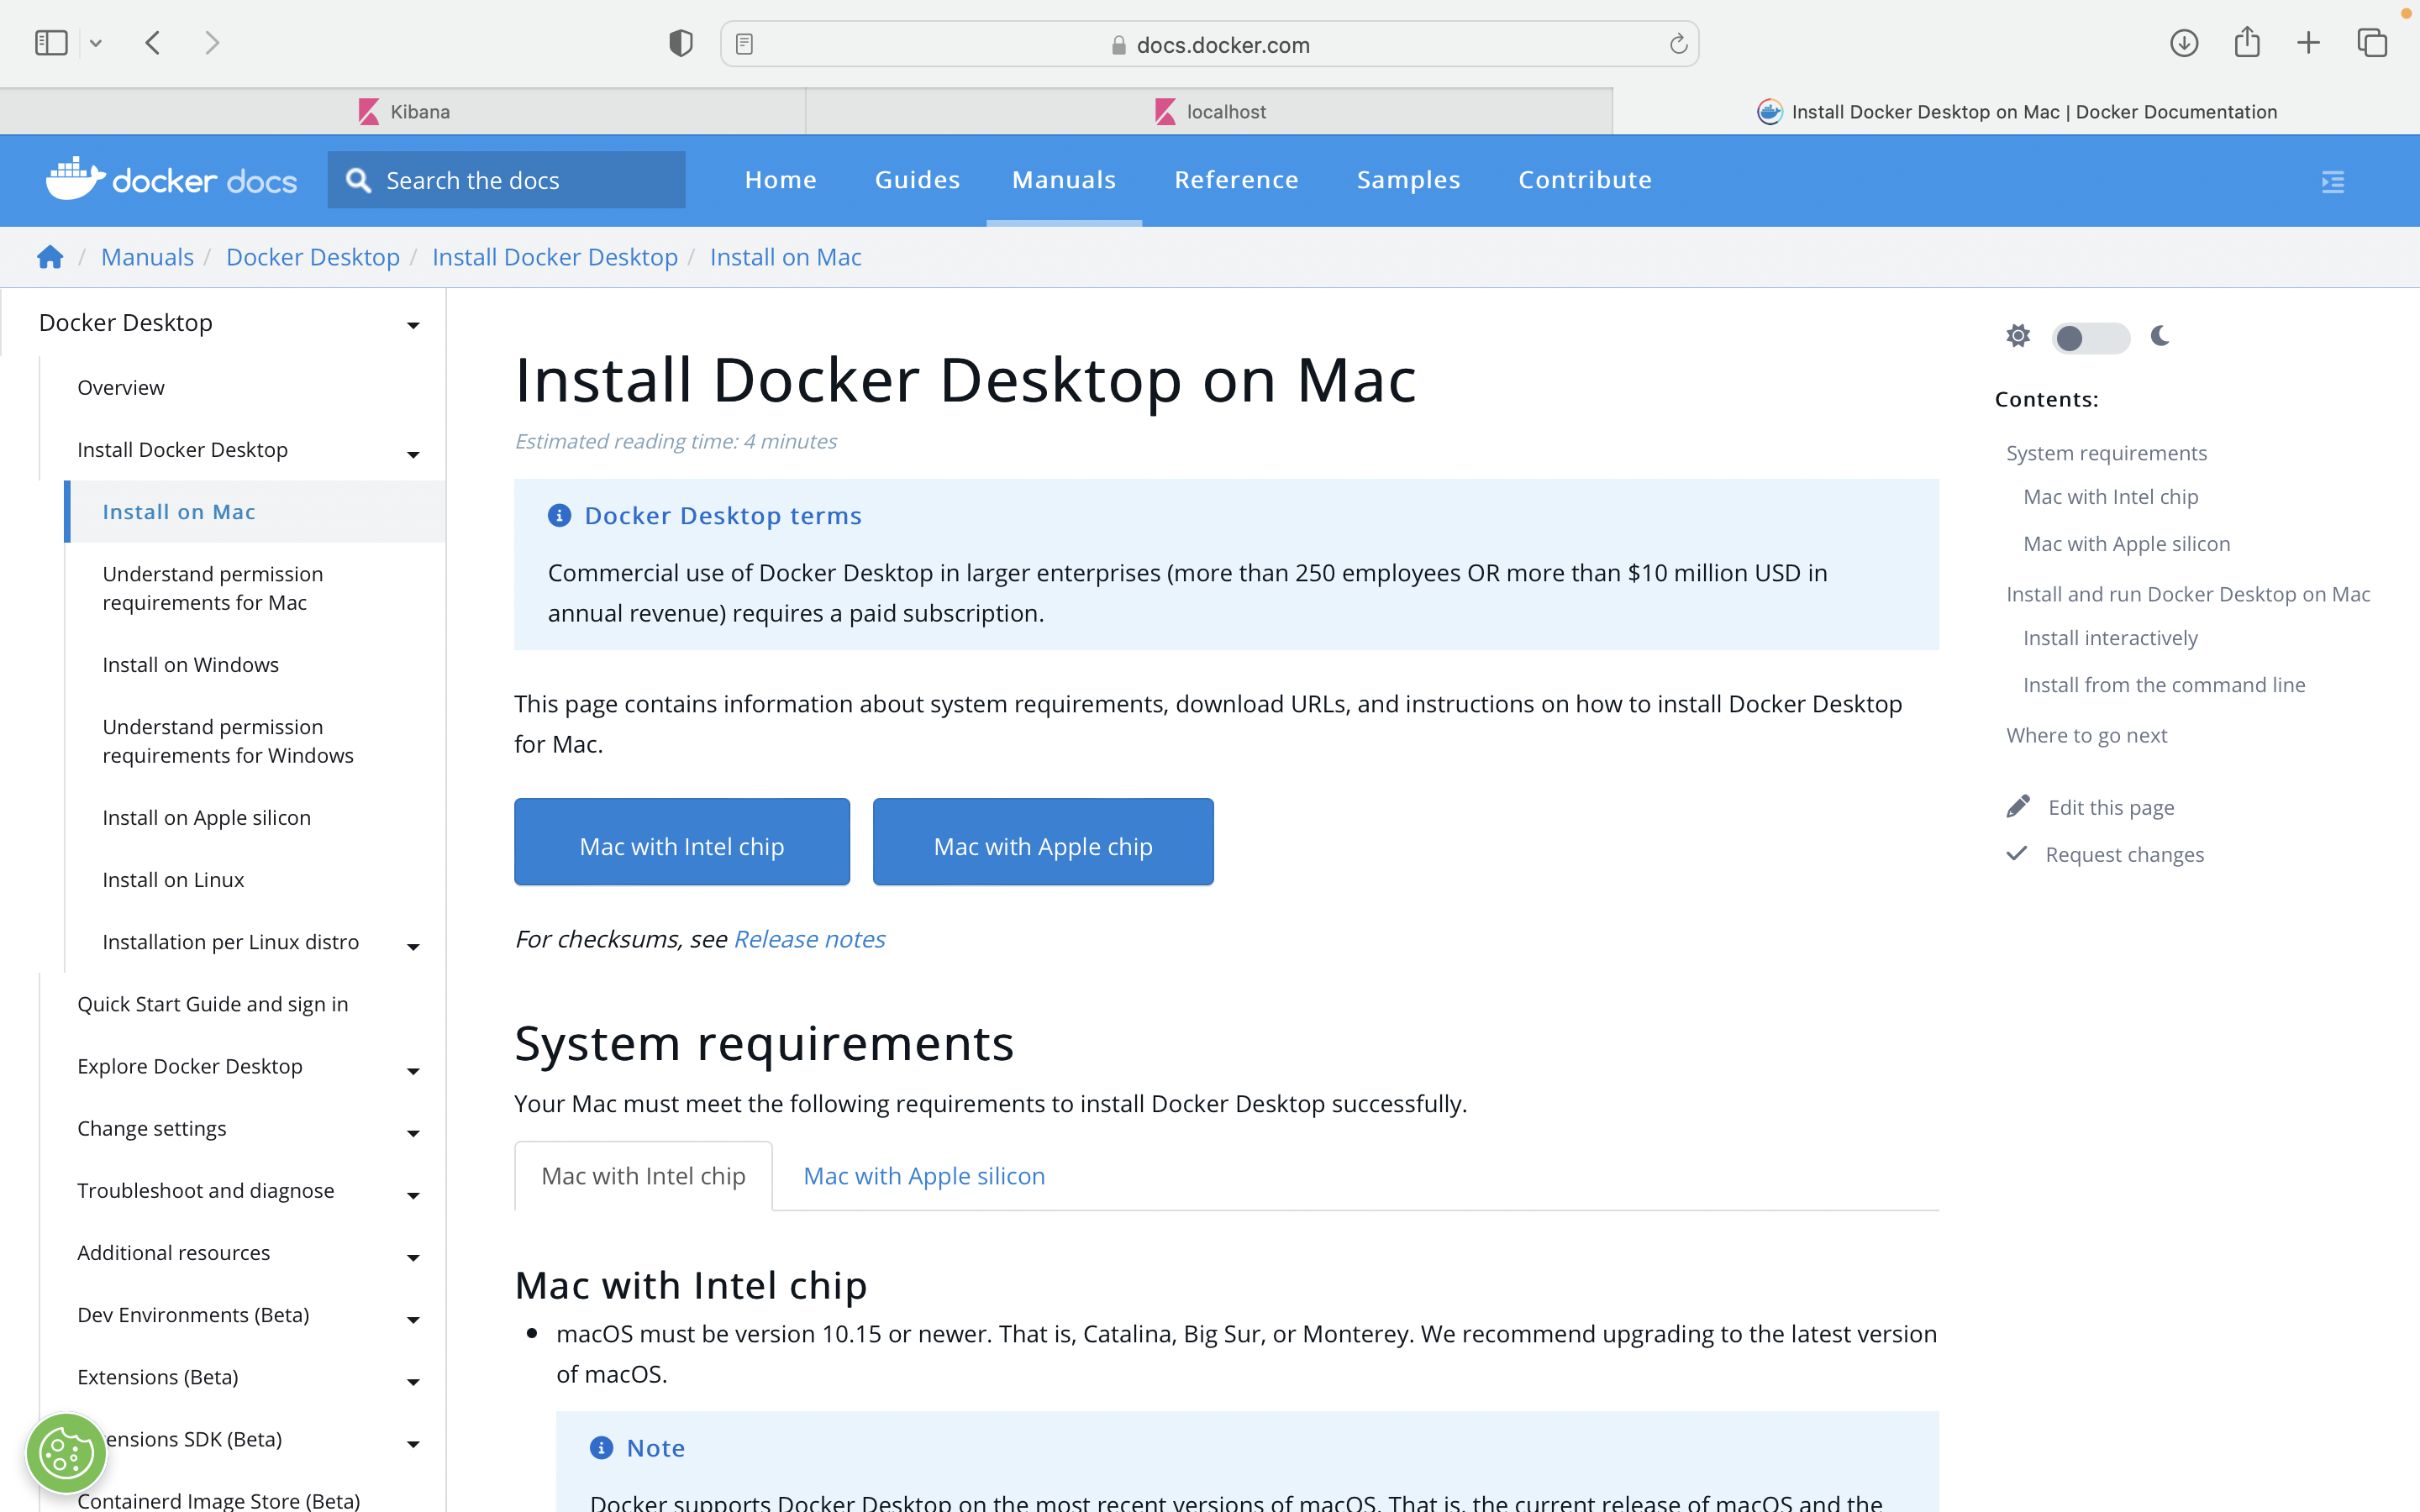 docs.docker.com
Kibana
localhost
Install Docker Desktop on Mac | Docker Documentation
docker docs
Search the docs
Home
Guides
Manuals
Reference
Samples
Contribute
/ Manuals / Docker Desktop / Install Docker Desktop / Install on Mac
Docker Desktop
Overview
Install Docker Desktop
Install on Mac
Understand permission
requirements for Mac
Install on Windows
Understand permission
requirements for Windows
Install on Apple silicon
Install on Linux
Installation per Linux distro
Quick Start Guide and sign in
Explore Docker Desktop
Change settings
Troubleshoot and diagnose
Additional resources
Dev Environments (Beta)
Extensions (Beta)
ensions SDK (Beta)
Containerd Image Store (Beta)
Install Docker Desktop on Mac
Estimated reading time: 4 minutes
Docker Desktop terms
Commercial use of Docker Desktop in larger enterprises (more than 250 employees OR more than $10 million USD in
annual revenue) requires a paid subscription.
This page contains information about system requirements, download URLs, and instructions on how to install Docker Desktop
for Mac.
Mac with Intel chip
Mac with Apple chip
For checksums, see Release notes
System requirements
Your Mac must meet the following requirements to install Docker Desktop successfully.
Mac with Intel chip
Mac with Apple silicon
Mac with Intel chip
• macOS must be version 10.15 or newer. That is, Catalina, Big Sur, or Monterey. We recommend upgrading to the latest version
of macOS.
Note
Docker supports Docker Desktop on the most recent versions of macOS. That is, the current release of macOS and the
Contents:
System requirements
Mac with Intel chip
Mac with Apple silicon
Install and run Docker Desktop on Mac
Install interactively
Install from the command line
Where to go next
Edit this page
Request changes